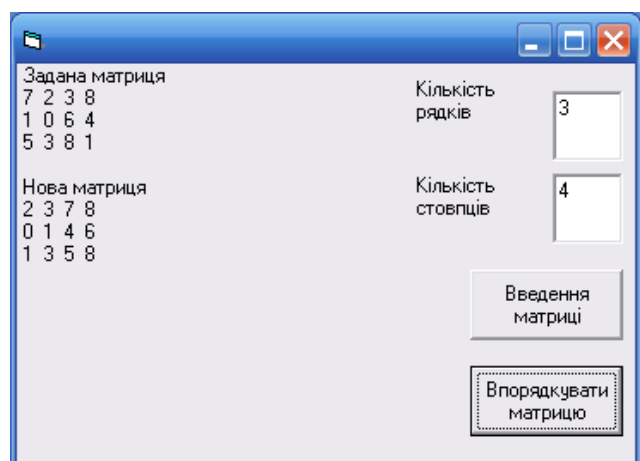 Задана матриця
7 2 3 8
1 0 6 4
5 3 8 1
Нова матриця
2 3 7 8
0 1 4 6
1 3 5 8
Кількість
рядків
3
Кількість
стовпців
4
Введення
матриці
Впорядкувати
матрицю